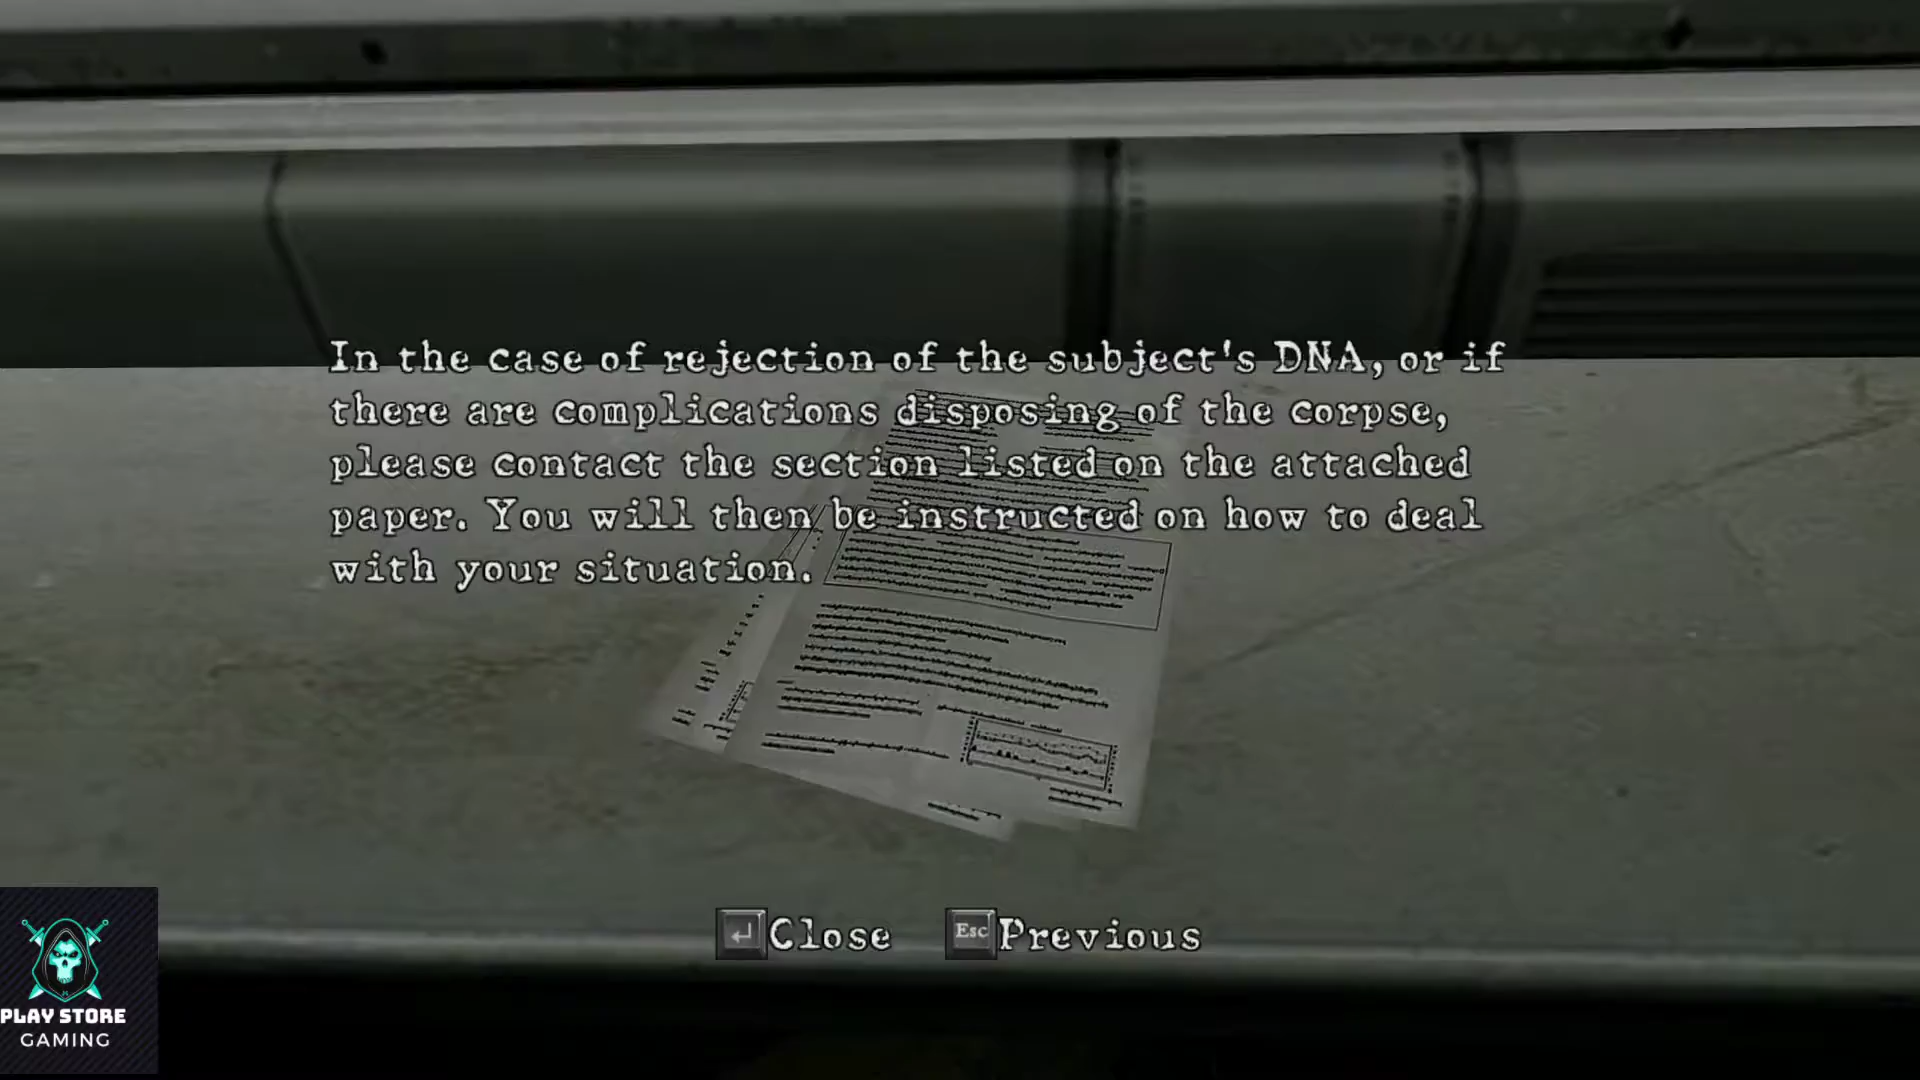 In the case of rejection of the subject's DNA, or if
there are complications disposing of the corpse,
please contact the section listed on the attached
paper. You will then be instructed on how to deal
with your situation.
Close
Esc Previous
PLAY STORE
GAMING